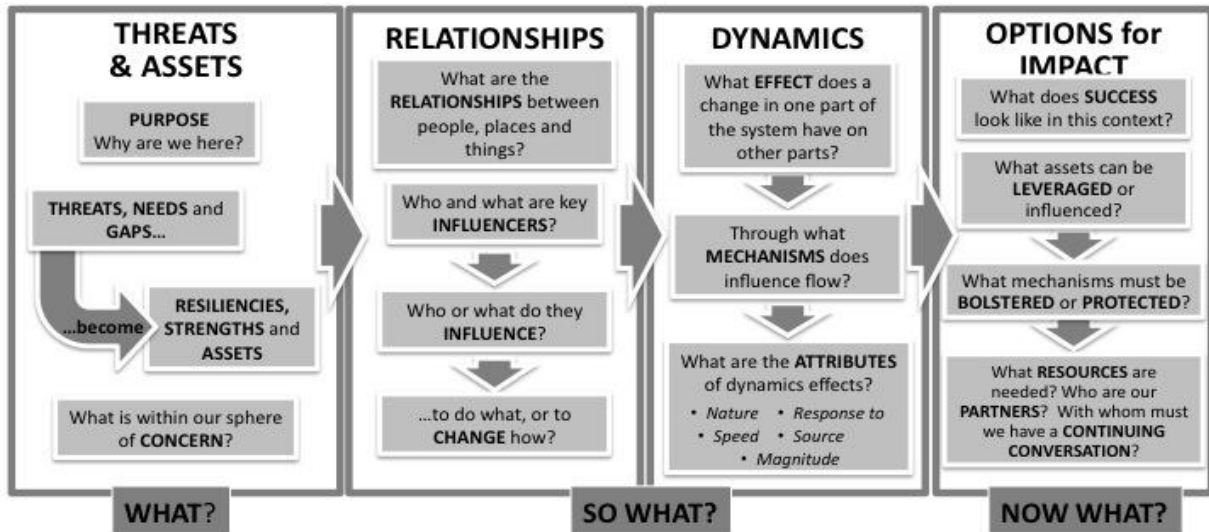 THREATS
& ASSETS
PURPOSE
Why are we here?
THREATS, NEEDS and
GAPS…
…become
RESILIENCIES,
STRENGTHS and
ASSETS
What is within our sphere
of CONCERN?
WHAT?
RELATIONSHIPS
What are the
RELATIONSHIPS between
people, places and
things?
Who and what are key
INFLUENCERS?
Who or what do they
INFLUENCE?
…to do what, or to
CHANGE how?
DYNAMICS
What EFFECT does a
change in one part of
the system have on
other parts?
Through what
MECHANISMS does
influence flow?
What are the ATTRIBUTES
of dynamics effects?
• Nature • Response to
• Speed • Source
• Magnitude
SO WHAT?
OPTIONS for
IMPACT
What does SUCCESS
look like in this context?
What assets can be
LEVERAGED or
influenced?
What mechanisms must be
BOLSTERED or PROTECTED?
What RESOURCES are
needed? Who are our
PARTNERS? With whom must
we have a CONTINUING
CONVERSATION?
NOW WHAT?